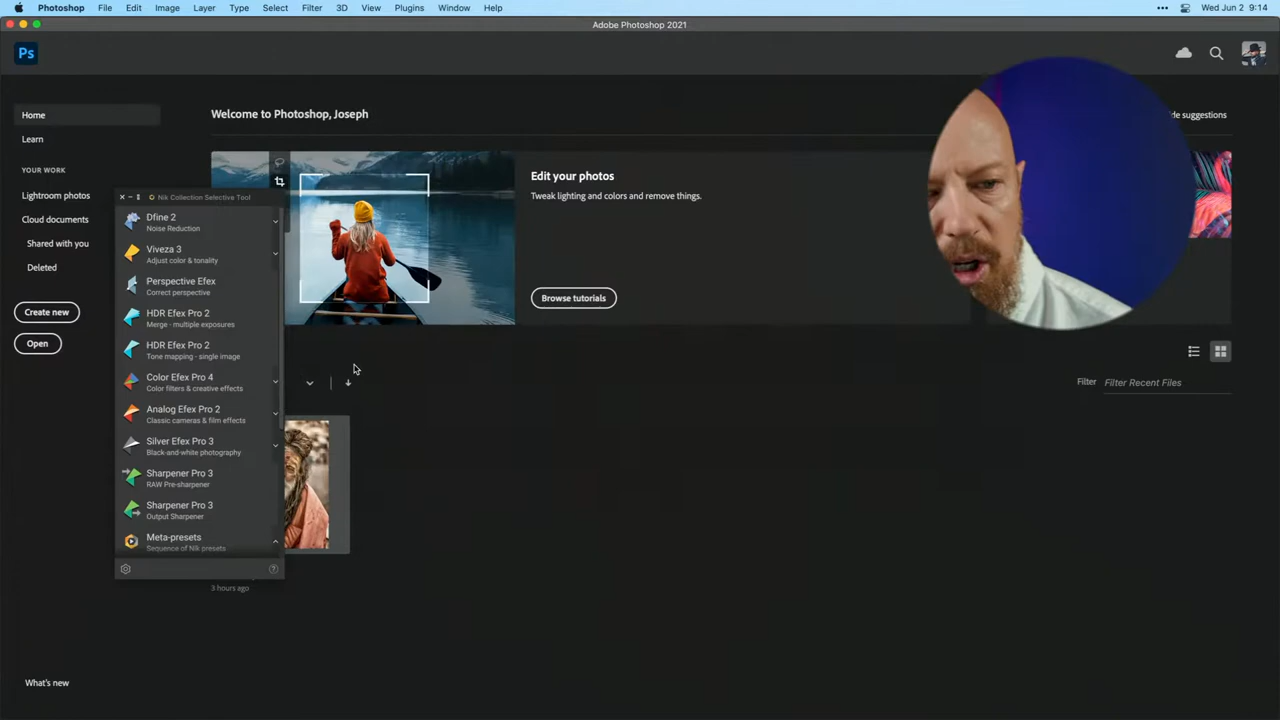 Photoshop File Edit Image Layer Type Select Filter 3D View Plugins Window Help
Wed Jun 2 9:14
Adobe Photoshop 2021
Ps
Home
Learn
YOUR WORK
Lightroom photos
Cloud documents
Shared with you
Deleted
Create new
Open
What's new
Welcome to Photoshop, Joseph
de suggestions
Edit your photos
Tweak lighting and colors and remove things.
Browse tutorials
Nik Collection Selective Tool
Dfine 2
Noise Reduction
Viveza 3
Adjust color & tonality
Perspective Efex
Correct perspective
HDR Efex Pro 2
Merge - multiple exposures
HDR Efex Pro 2
Tone mapping - single image
Color Efex Pro 4
Color filters & creative effects
Analog Efex Pro 2
Classic cameras & film effects
Silver Efex Pro 3
Black-and-white photography
Sharpener Pro 3
RAW Pre-sharpener
Sharpener Pro 3
Output Sharpener
Meta-presets
Sequence of Nik presets
?
Filter Filter Recent Files
3 hours ago